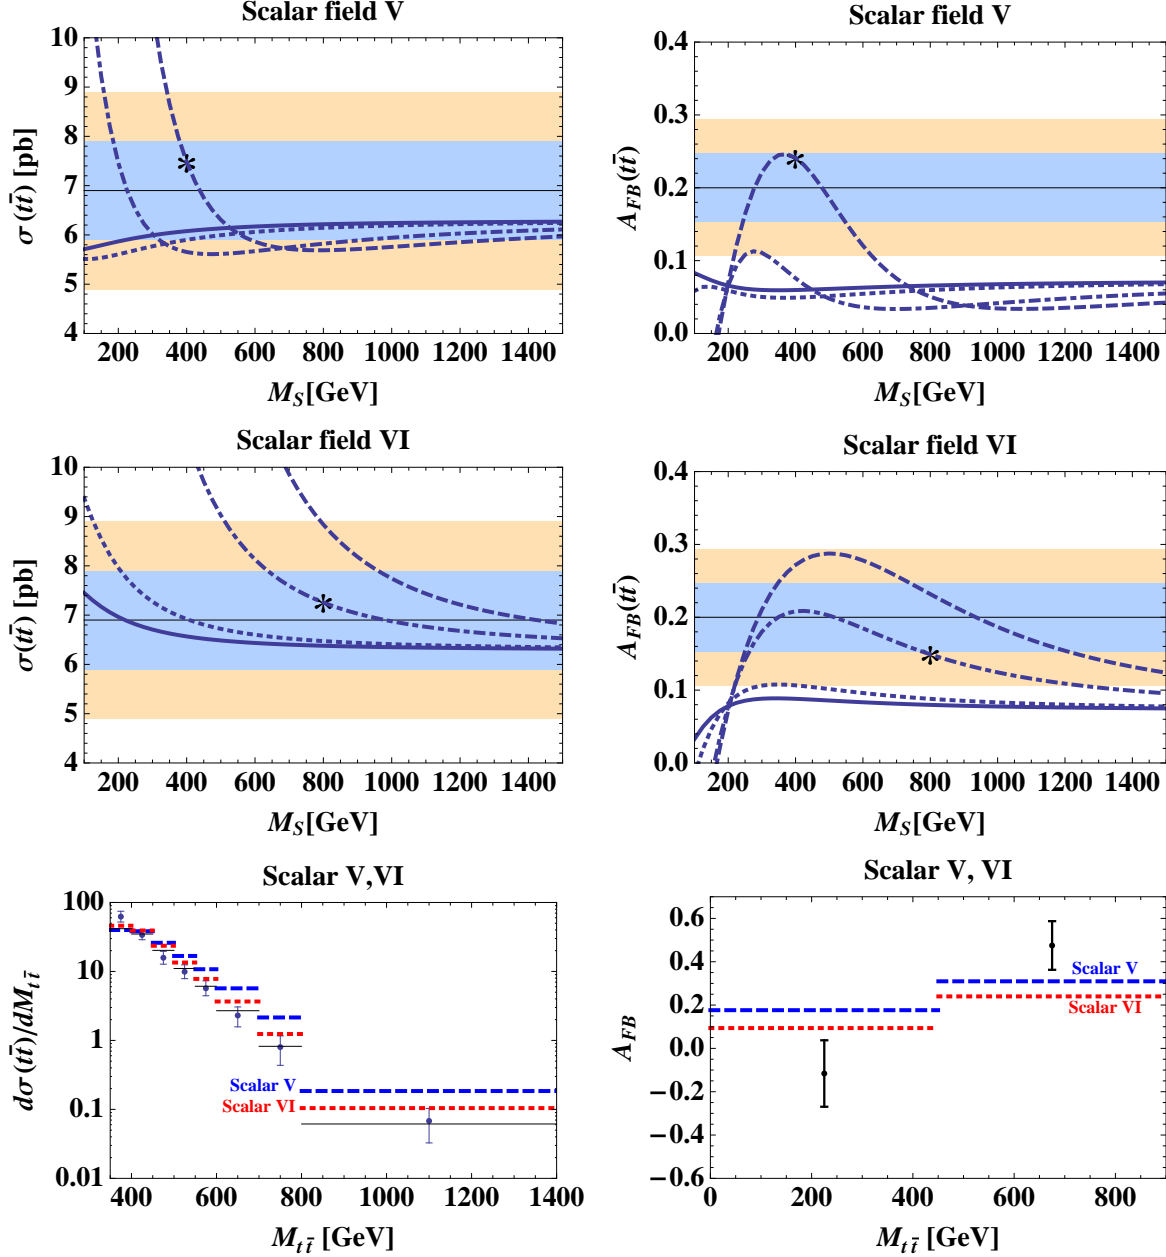 Scalar field V
σ(tt̄) [pb]
10
9
8
7
6
5
4
200 400 600 800 1000 1200 1400
M_S[GeV]
Scalar field V
A_FB(tt̄)
0.4
0.3
0.2
0.1
0.0
200 400 600 800 1000 1200 1400
M_S[GeV]
Scalar field VI
σ(tt̄) [pb]
10
9
8
7
6
5
4
200 400 600 800 1000 1200 1400
M_S[GeV]
Scalar field VI
A_FB(tt̄)
0.4
0.3
0.2
0.1
0.0
200 400 600 800 1000 1200 1400
M_S[GeV]
Scalar V,VI
dσ(tt̄)/dM_tt̄
100
10
1
0.1
0.01
Scalar V
Scalar VI
400 600 800 1000 1200 1400
M_tt̄ [GeV]
Scalar V, VI
A_FB
0.6
0.4
0.2
0.0
−0.2
−0.4
−0.6
Scalar V
Scalar VI
0 200 400 600 800
M_tt̄ [GeV]